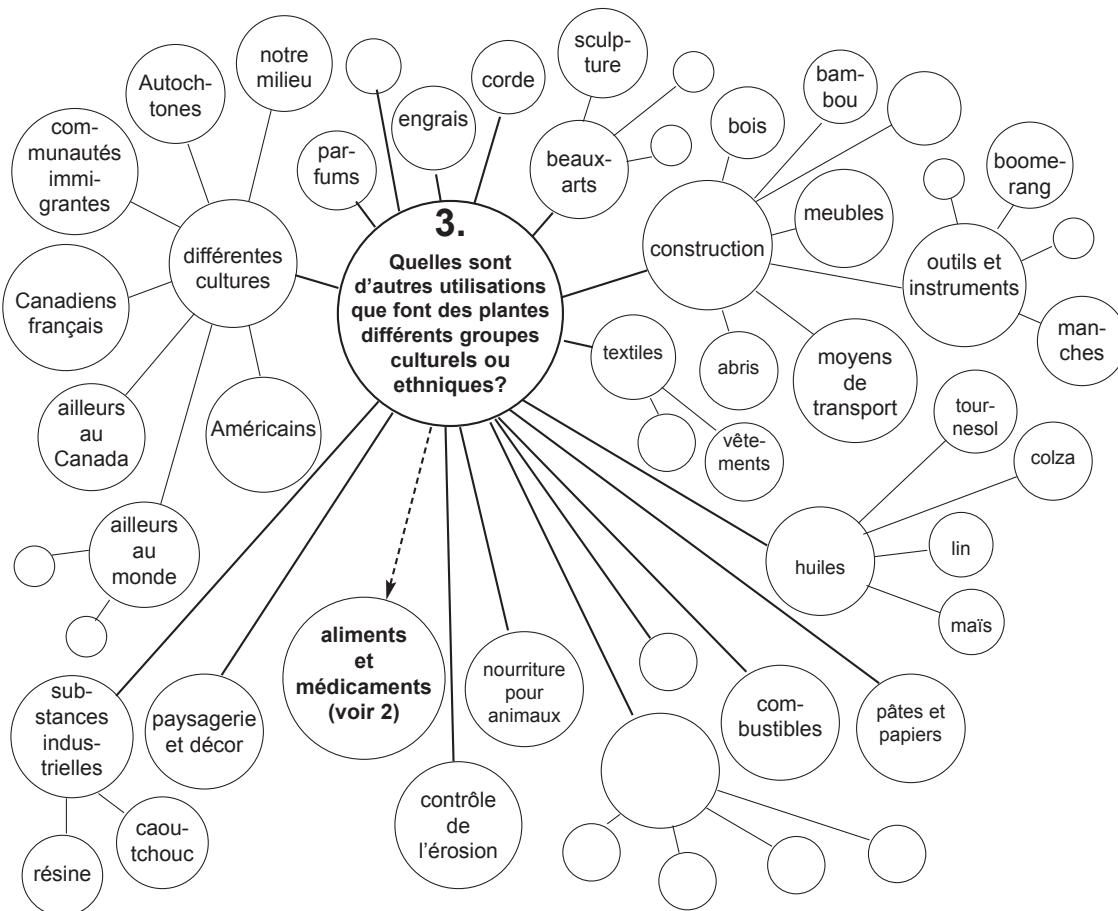 3.
Quelles sont
d'autres utilisations
que font des plantes
différents groupes
culturels ou
ethniques?
différentes
cultures
notre
milieu
Autoch-
tones
com-
munautés
immi-
grantes
Canadiens
français
ailleurs
au
Canada
ailleurs
au
monde
Américains
par-
fums
engrais
corde
beaux-
arts
sculp-
ture
construction
bois
bam-
bou
meubles
outils et
instruments
boome-
rang
man-
ches
moyens
de
transport
abris
textiles
vête-
ments
huiles
tour-
nesol
colza
lin
maïs
pâtes et
papiers
com-
bustibles
nourriture
pour
animaux
contrôle
de
l'érosion
aliments
et
médicaments
(voir 2)
paysagerie
et décor
sub-
stances
indus-
trielles
caou-
tchouc
résine